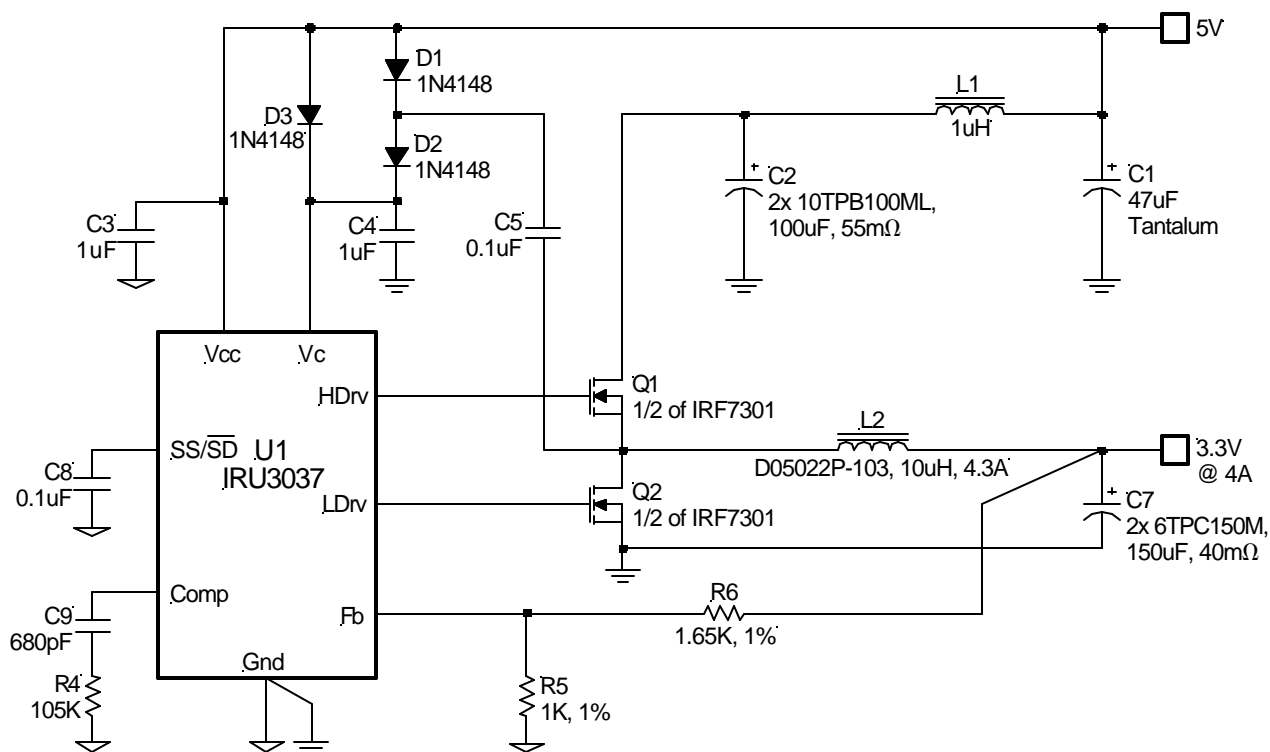 5V
D1
1N4148
L1
1uH
D3
1N4148
D2
1N4148
C3
1uF
C4
1uF
C5
0.1uF
C2
2x 10TPB100ML,
100uF, 55mΩ
C1
47uF
Tantalum
Vcc
Vc
HDrv
Q1
1/2 of IRF7301
SS/SD
U1
IRU3037
L2
D05022P-103, 10uH, 4.3A
3.3V
@ 4A
C8
0.1uF
LDrv
Q2
1/2 of IRF7301
C7
2x 6TPC150M,
150uF, 40mΩ
Comp
C9
680pF
Fb
R6
1.65K, 1%
Gnd
R4
105K
R5
1K, 1%